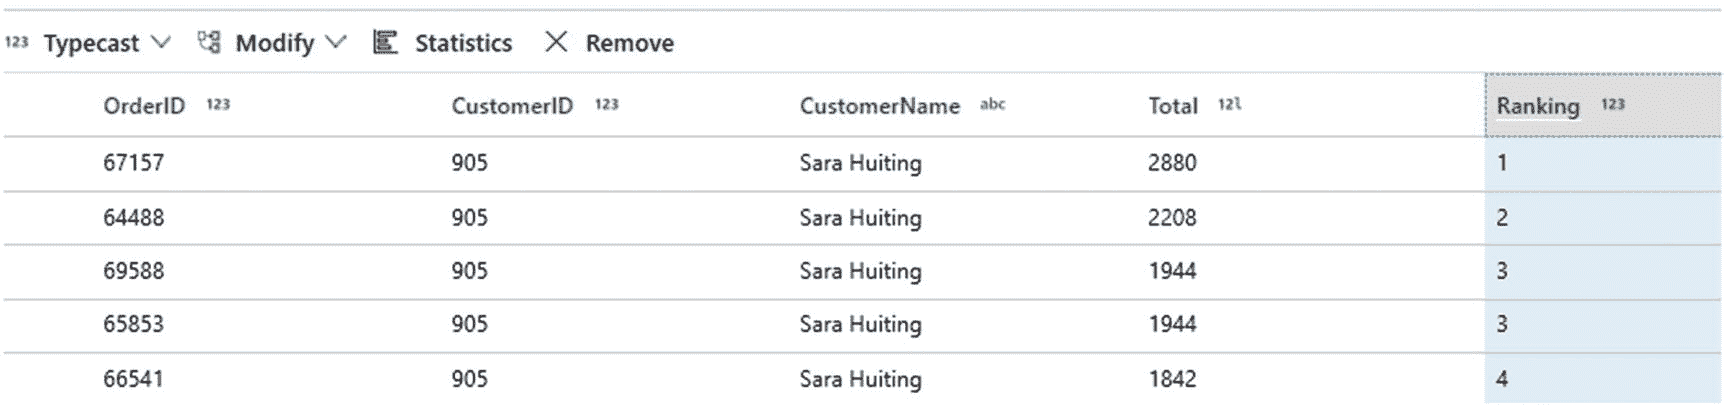 123 Typecast Modify Statistics Remove
OrderID 123 CustomerID 123 CustomerName abc Total 12l Ranking 123
67157 905 Sara Huiting 2880 1
64488 905 Sara Huiting 2208 2
69588 905 Sara Huiting 1944 3
65853 905 Sara Huiting 1944 3
66541 905 Sara Huiting 1842 4